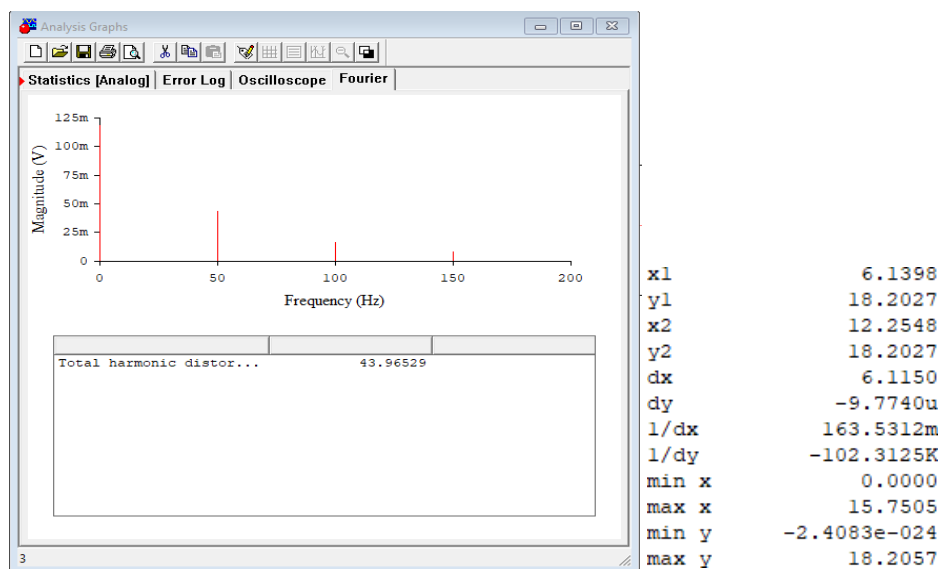 Analysis Graphs
Statistics [Analog] Error Log Oscilloscope Fourier
125m
100m
75m
50m
25m
0
Magnitude (V)
0 50 100 150 200
Frequency (Hz)
Total harmonic distor... 43.96529
3
x1 6.1398
y1 18.2027
x2 12.2548
y2 18.2027
dx 6.1150
dy -9.7740u
1/dx 163.5312m
1/dy -102.3125K
min x 0.0000
max x 15.7505
min y -2.4083e-024
max y 18.2057